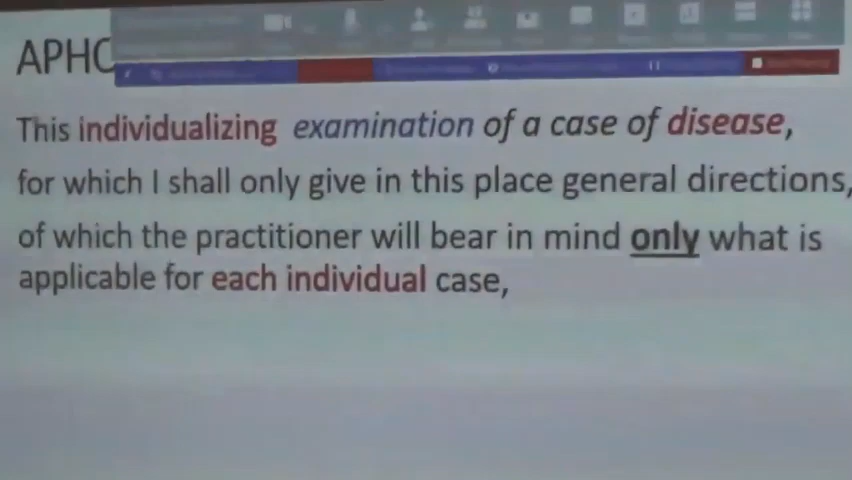 APHO
This individualizing examination of a case of disease,
for which I shall only give in this place general directions,
of which the practitioner will bear in mind only what is
applicable for each individual case,